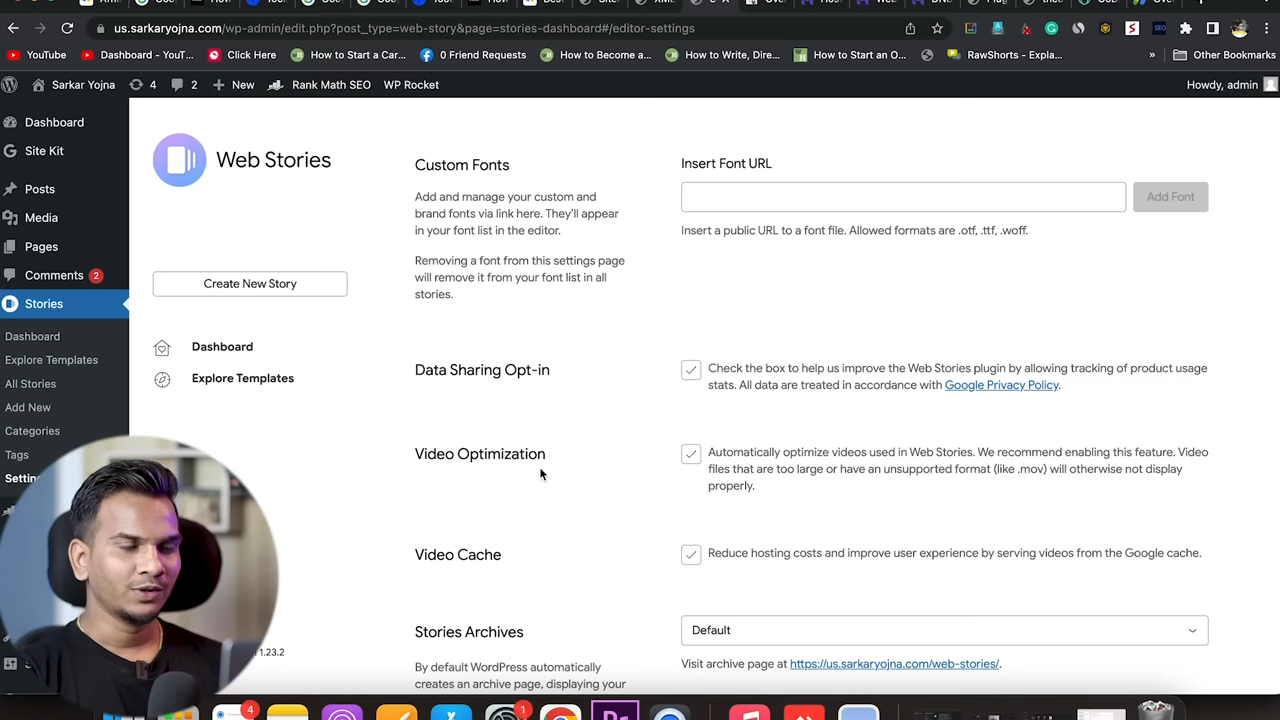 us.sarkaryojna.com/wp-admin/edit.php?post_type=web-story&page=stories-dashboard#/editor-settings
YouTube
Dashboard - YouT...
Click Here
How to Start a Car...
0 Friend Requests
How to Become a...
How to Write, Dire...
How to Start an O...
RawShorts - Expla...
»
Other Bookmarks
Sarkar Yojna
4
2
New
Rank Math SEO
WP Rocket
Howdy, admin
Dashboard
Site Kit
Posts
Media
Pages
Comments 2
Stories
Dashboard
Explore Templates
All Stories
Add New
Categories
Tags
Web Stories
Create New Story
Dashboard
Explore Templates
1.23.2
Custom Fonts
Add and manage your custom and
brand fonts via link here. They'll appear
in your font list in the editor.
Removing a font from this settings page
will remove it from your font list in all
stories.
Insert Font URL
Add Font
Insert a public URL to a font file. Allowed formats are .otf, .ttf, .woff.
Data Sharing Opt-in
Check the box to help us improve the Web Stories plugin by allowing tracking of product usage
stats. All data are treated in accordance with Google Privacy Policy.
Video Optimization
Automatically optimize videos used in Web Stories. We recommend enabling this feature. Video
files that are too large or have an unsupported format (like .mov) will otherwise not display
properly.
Video Cache
Reduce hosting costs and improve user experience by serving videos from the Google cache.
Stories Archives
Default
By default WordPress automatically
creates an archive page, displaying your
Visit archive page at https://us.sarkaryojna.com/web-stories/.
4
1